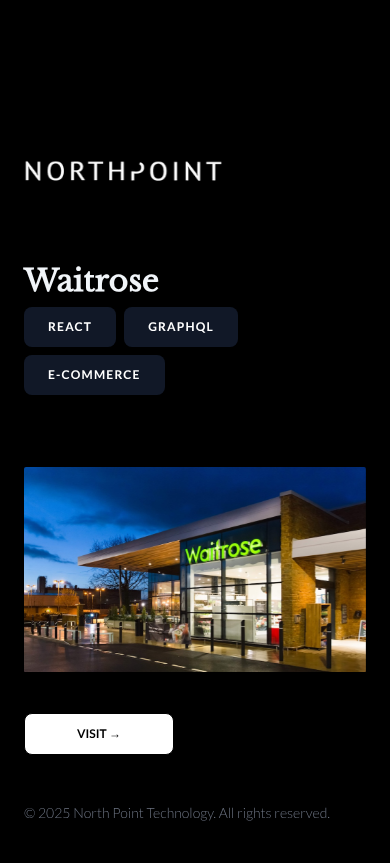 NORTHPOINT
Waitrose
REACT GRAPHQL
E-COMMERCE
Waitrose
VISIT →
© 2025 North Point Technology. All rights reserved.